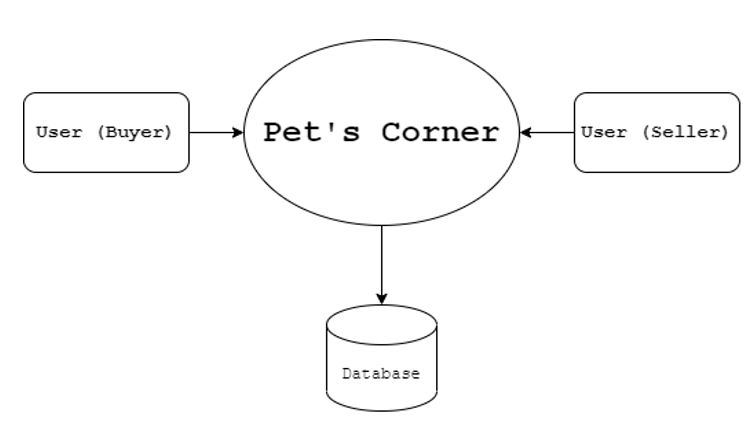 User (Buyer)
Pet's Corner
User (Seller)
Database